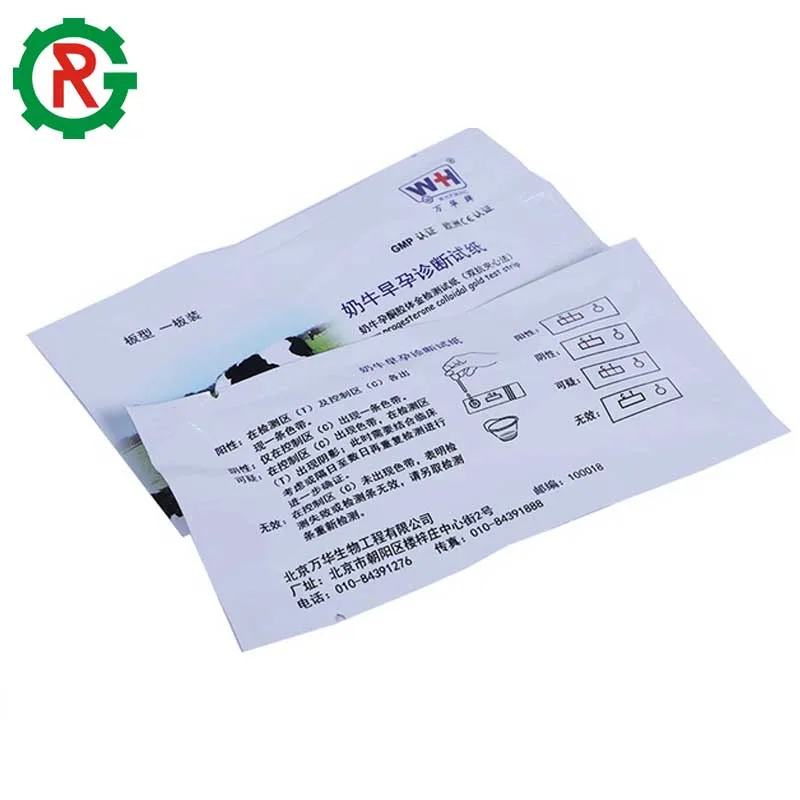 RG
W+H
®
万华牌
GMP 认证 欧洲CE认证
奶牛早孕诊断试纸
奶牛孕酮胶体金检测试纸（双抗夹心法）
progesterone colloidal gold test strip
板型 一板装
奶牛早孕诊断试纸
阳性：在检测区（T）及控制区（C）各出
现一条色带。
阴性：仅在控制区（C）出现一条色带。
可疑：在控制区（C）出现色带，在检测区
（T）出现阴影；此时需要结合临床
考虑或隔日至数日再重复检测进行
进一步确证。
无效：在控制区（C）未出现色带，表明检
测失败或检测条无效，请另取检测
条重新检测。
阳性：
阴性：
可疑：
无效：
北京万华生物工程有限公司
厂址：北京市朝阳区楼梓庄中心街2号 邮编：100018
电话：010-84391276 传真：010-84391888